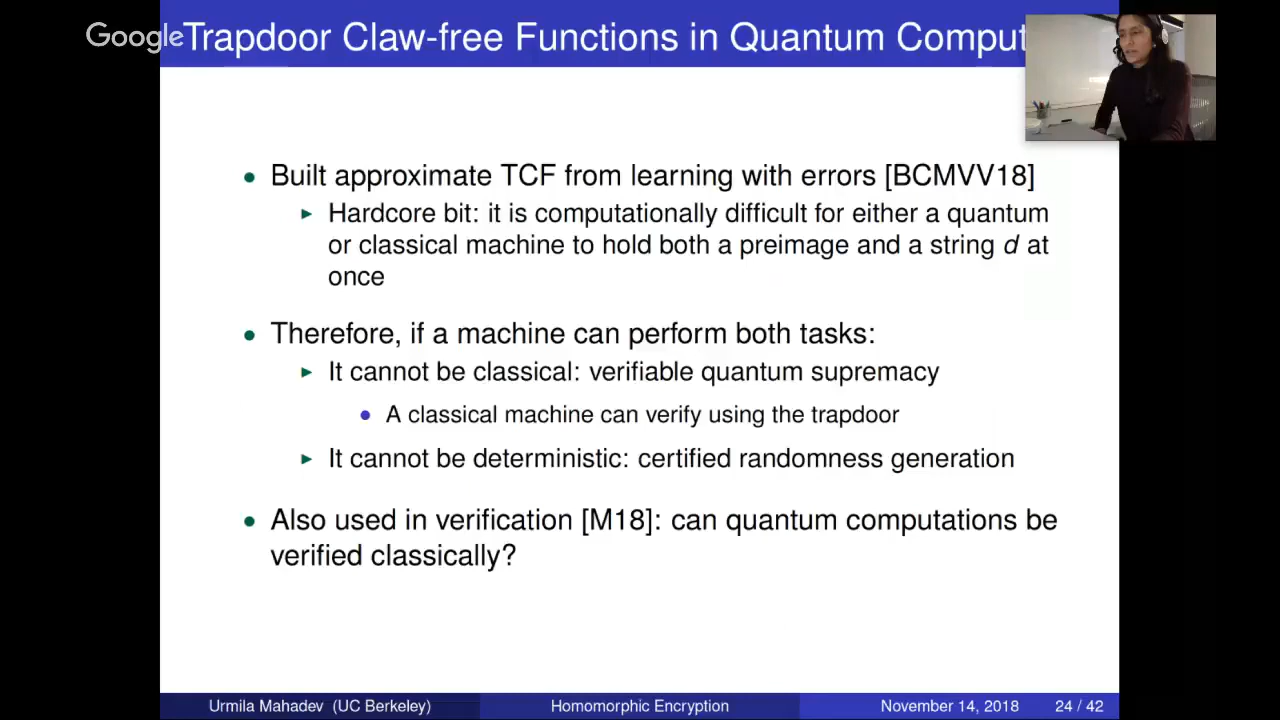 Google
Trapdoor Claw-free Functions in Quantum Comput
• Built approximate TCF from learning with errors [BCMVV18]
▶ Hardcore bit: it is computationally difficult for either a quantum
or classical machine to hold both a preimage and a string d at
once
• Therefore, if a machine can perform both tasks:
▶ It cannot be classical: verifiable quantum supremacy
• A classical machine can verify using the trapdoor
▶ It cannot be deterministic: certified randomness generation
• Also used in verification [M18]: can quantum computations be
verified classically?
Urmila Mahadev (UC Berkeley) Homomorphic Encryption November 14, 2018 24 / 42